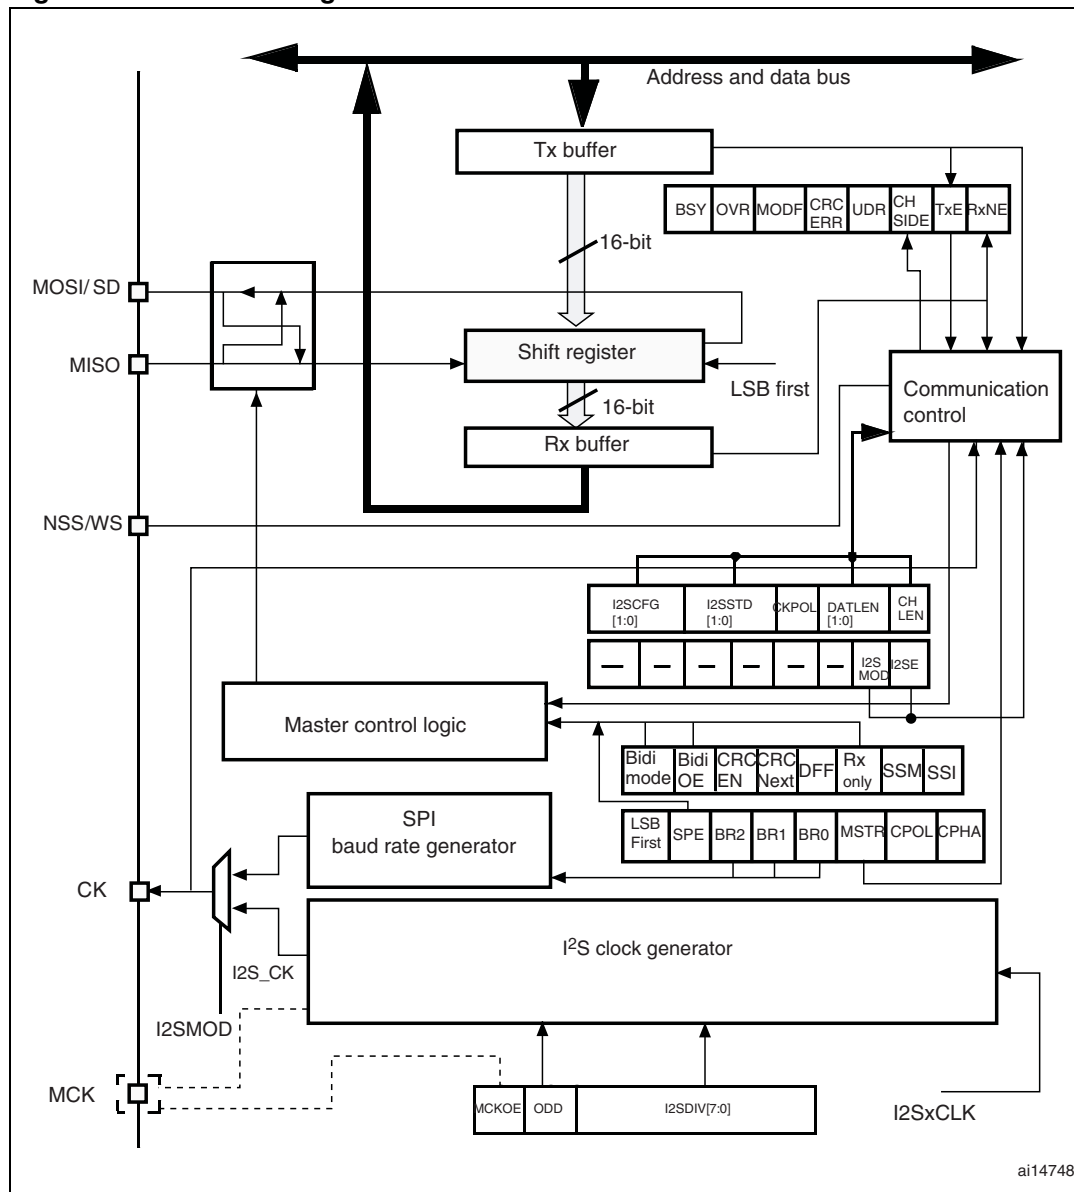 Address and data bus
Tx buffer
BSY OVR MODF CRC ERR UDR CH SIDE TxE RxNE
16-bit
MOSI/ SD
Shift register
MISO
LSB first
Communication
control
16-bit
Rx buffer
NSS/WS
I2SCFG [1:0] I2SSTD [1:0] CKPOL DATLEN [1:0] CH LEN
I2S MOD I2SE
Master control logic
Bidi mode Bidi OE CRC EN CRC Next DFF Rx only SSM SSI
LSB First SPE BR2 BR1 BR0 MSTR CPOL CPHA
SPI
baud rate generator
CK
I2S clock generator
I2S_CK
I2SMOD
MCK
MCKOE ODD I2SDIV[7:0]
I2SxCLK
ai14748